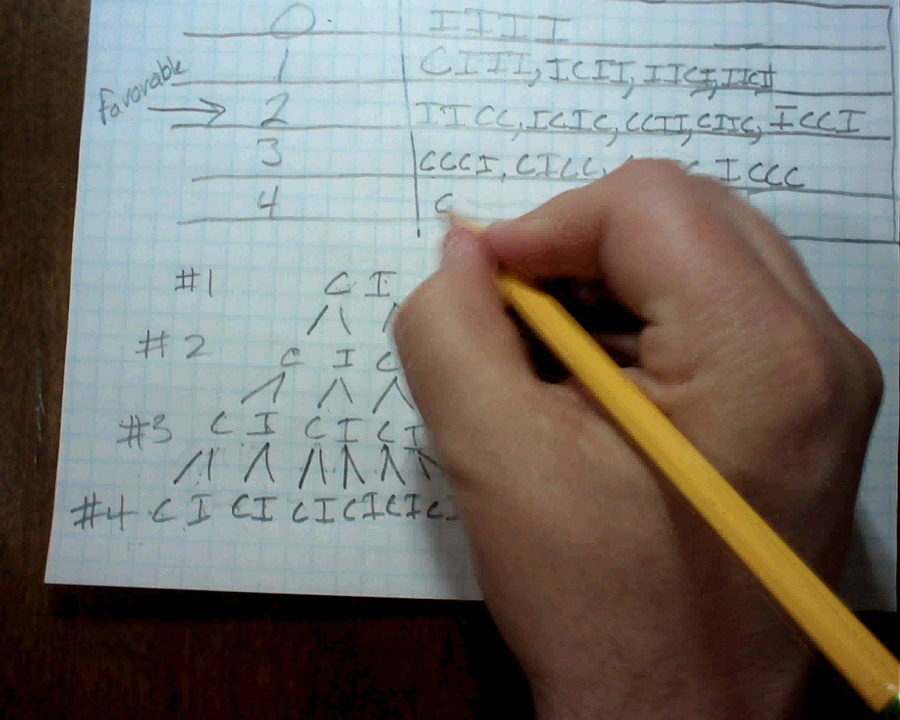 0 IIII
1 CIII, ICII, IICI, IICI
favorable
2 IICC, ICIC, CCII, CIIC, ICCI
3 CCCI, CICC, ICCC
4 C
#1 C I
#2 C I C
#3 C I C I C I
#4 C I C I C I C I C I C I